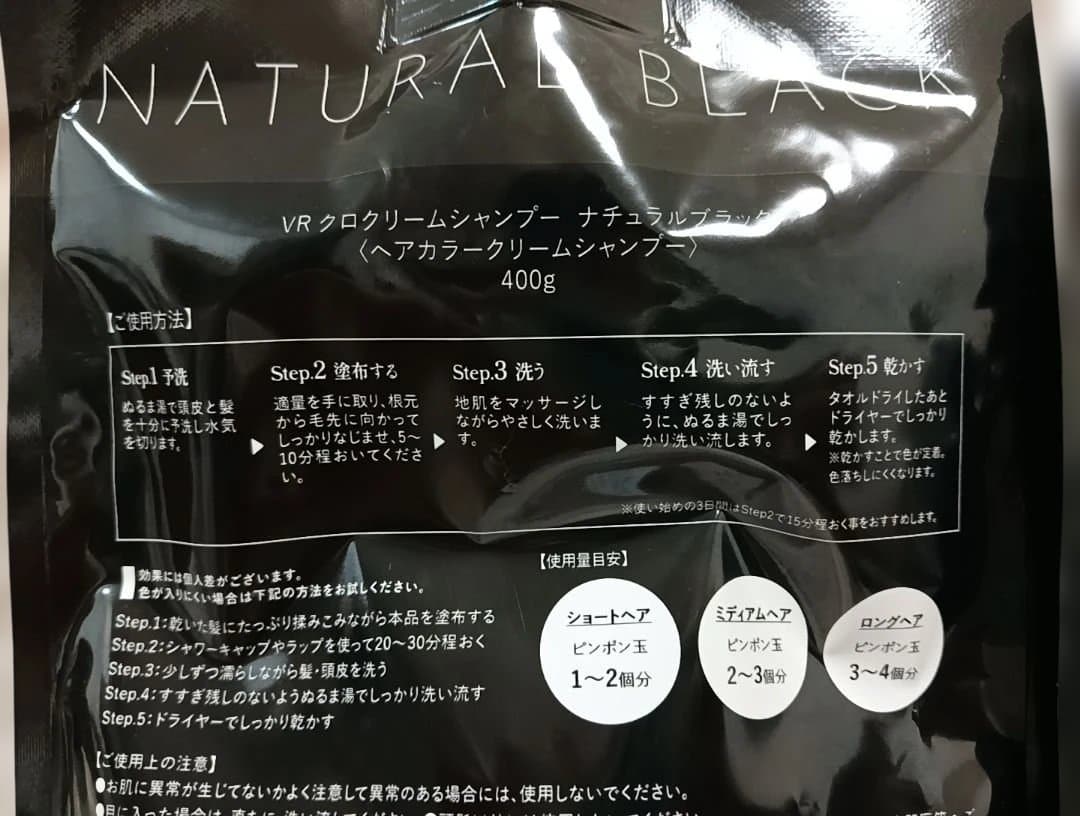 NATURAL BLACK
VR クロクリームシャンプー ナチュラルブラック
〈ヘアカラークリームシャンプー〉
400g
【ご使用方法】
Step.1 予洗
ぬるま湯で頭皮と髪
を十分に予洗し水気
を切ります。
Step.2 塗布する
適量を手に取り、根元
から毛先に向かって
しっかりなじませ、5〜
10分程おいてくださ
い。
Step.3 洗う
地肌をマッサージし
ながらやさしく洗いま
す。
Step.4 洗い流す
すすぎ残しのないよ
うに、ぬるま湯でしっ
かり洗い流します。
Step.5 乾かす
タオルドライしたあと
ドライヤーでしっかり
乾かします。
※乾かすことで色が定着。
色落ちしにくくなります。
※使い始めの3日間はStep2で15分程おく事をおすすめします。
効果には個人差がございます。
色が入りにくい場合は下記の方法をお試しください。
Step.1:乾いた髪にたっぷり揉みこみながら本品を塗布する
Step.2:シャワーキャップやラップを使って20〜30分程おく
Step.3:少しずつ濡らしながら髪・頭皮を洗う
Step.4:すすぎ残しのないようぬるま湯でしっかり洗い流す
Step.5:ドライヤーでしっかり乾かす
【使用量目安】
ショートヘア
ピンポン玉
1〜2個分
ミディアムヘア
ピンポン玉
2〜3個分
ロングヘア
ピンポン玉
3〜4個分
【ご使用上の注意】
●お肌に異常が生じてないかよく注意して異常のある場合には、使用しないでください。